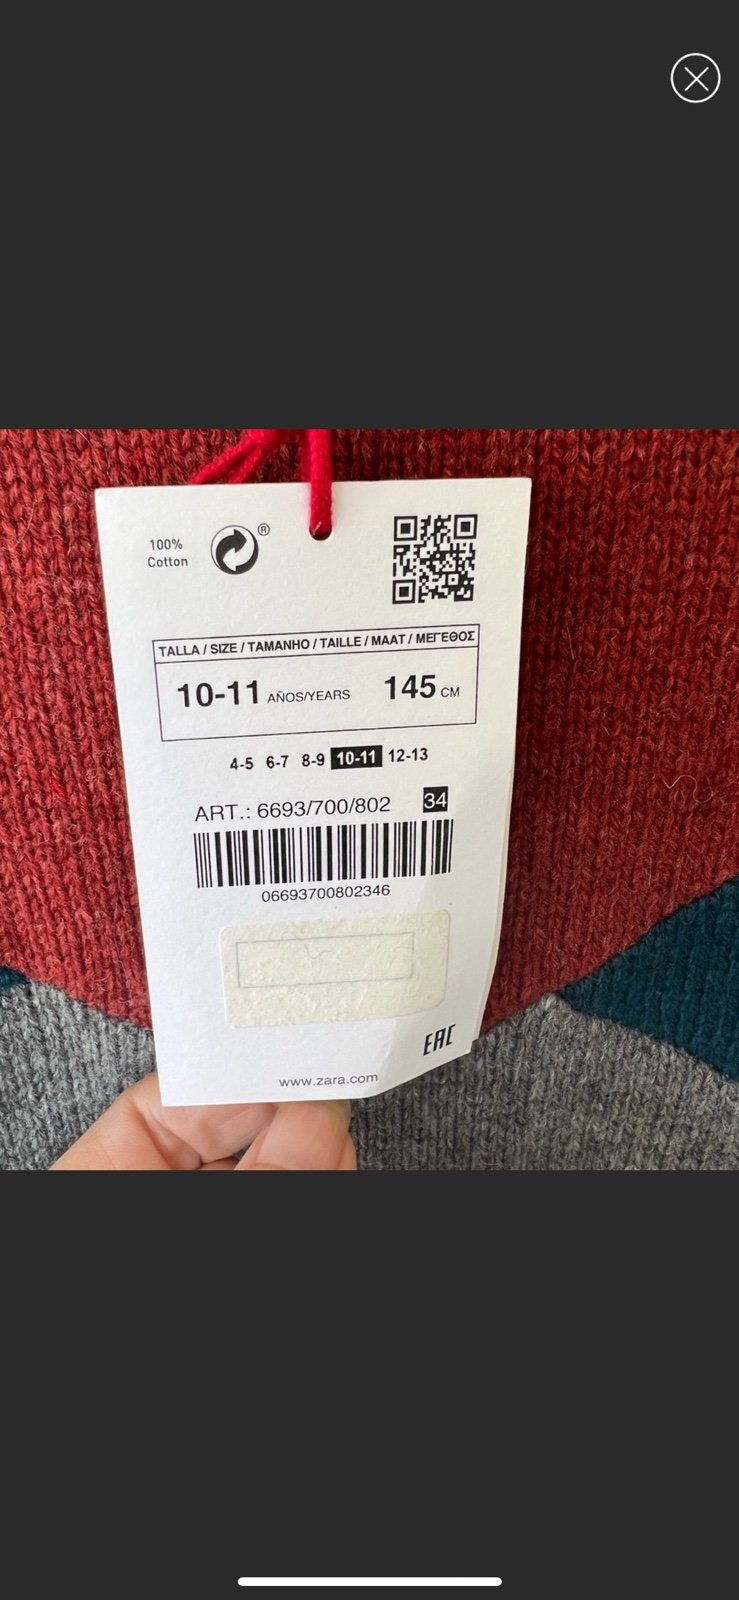 100%
Cotton
®
TALLA / SIZE / TAMANHO / TAILLE / MAAT / ΜΕΓΕΘΟΣ
10-11 AÑOS/YEARS 145 CM
4-5 6-7 8-9 10-11 12-13
ART.: 6693/700/802 34
06693700802346
EAC
www.zara.com